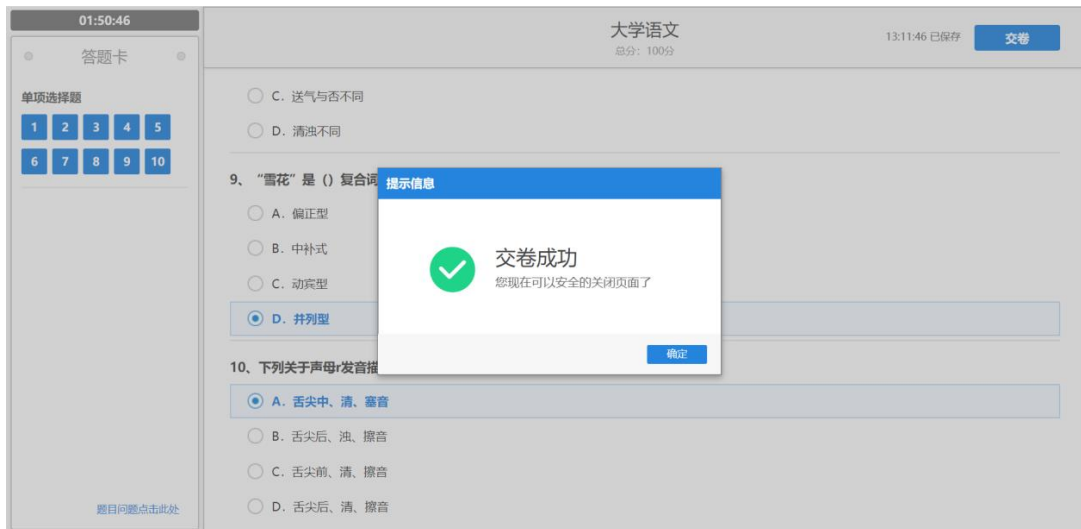 01:50:46
答题卡
单项选择题
1 2 3 4 5
6 7 8 9 10
题目问题点击此处
大学语文
总分：100分
13:11:46 已保存
交卷
C. 送气与否不同
D. 清浊不同
9、 “雪花”是（）复合词
A. 偏正型
B. 中补式
C. 动宾型
D. 并列型
10、下列关于声母r发音描
A. 舌尖中、清、塞音
B. 舌尖后、浊、擦音
C. 舌尖前、清、擦音
D. 舌尖后、清、擦音
提示信息
交卷成功
您现在可以安全的关闭页面了
确定